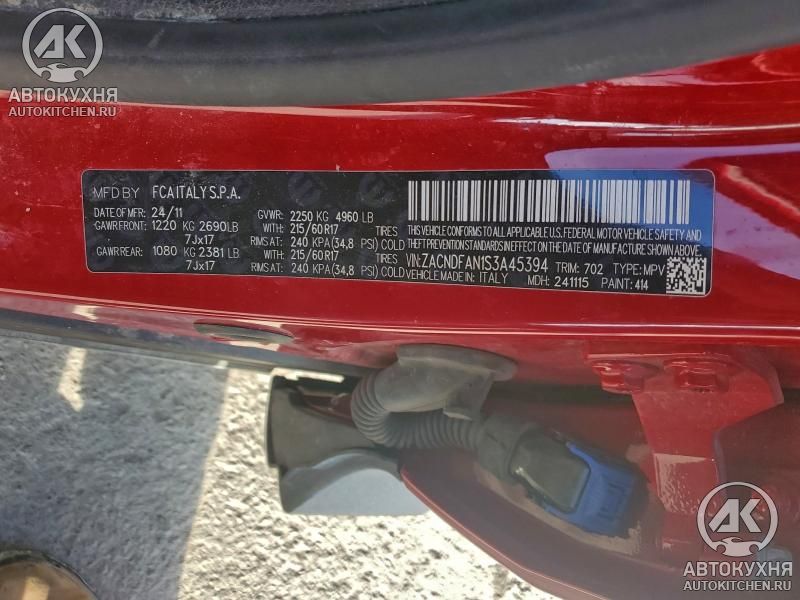 AK
АВТОКУХНЯ
AUTOKITCHEN.RU
MFD BY FCA ITALY S.P.A.
DATE OF MFR: 24/11 GVWR: 2250 KG 4960 LB
GAWR FRONT: 1220 KG 2690LB WITH: 215/60R17 TIRES
7Jx17 RIMS AT: 240 KPA (34,8 PSI) COLD
GAWR REAR: 1080 KG 2381 LB WITH: 215/60R17 TIRES
7Jx17 RIMS AT: 240 KPA (34,8 PSI) COLD
THIS VEHICLE CONFORMS TO ALL APPLICABLE U.S.FEDERAL MOTOR VEHICLE SAFETY, BUMPER, AND
THEFT PREVENTION STANDARDS IN EFFECT ON THE DATE OF MANUFACTURE SHOWN ABOVE.
VIN: ZACNDFAN1S3A45394 TRIM: 702 TYPE: MPV
VEHICLE MADE IN: ITALY MDH: 241115 PAINT: 414
AK
АВТОКУХНЯ
AUTOKITCHEN.RU